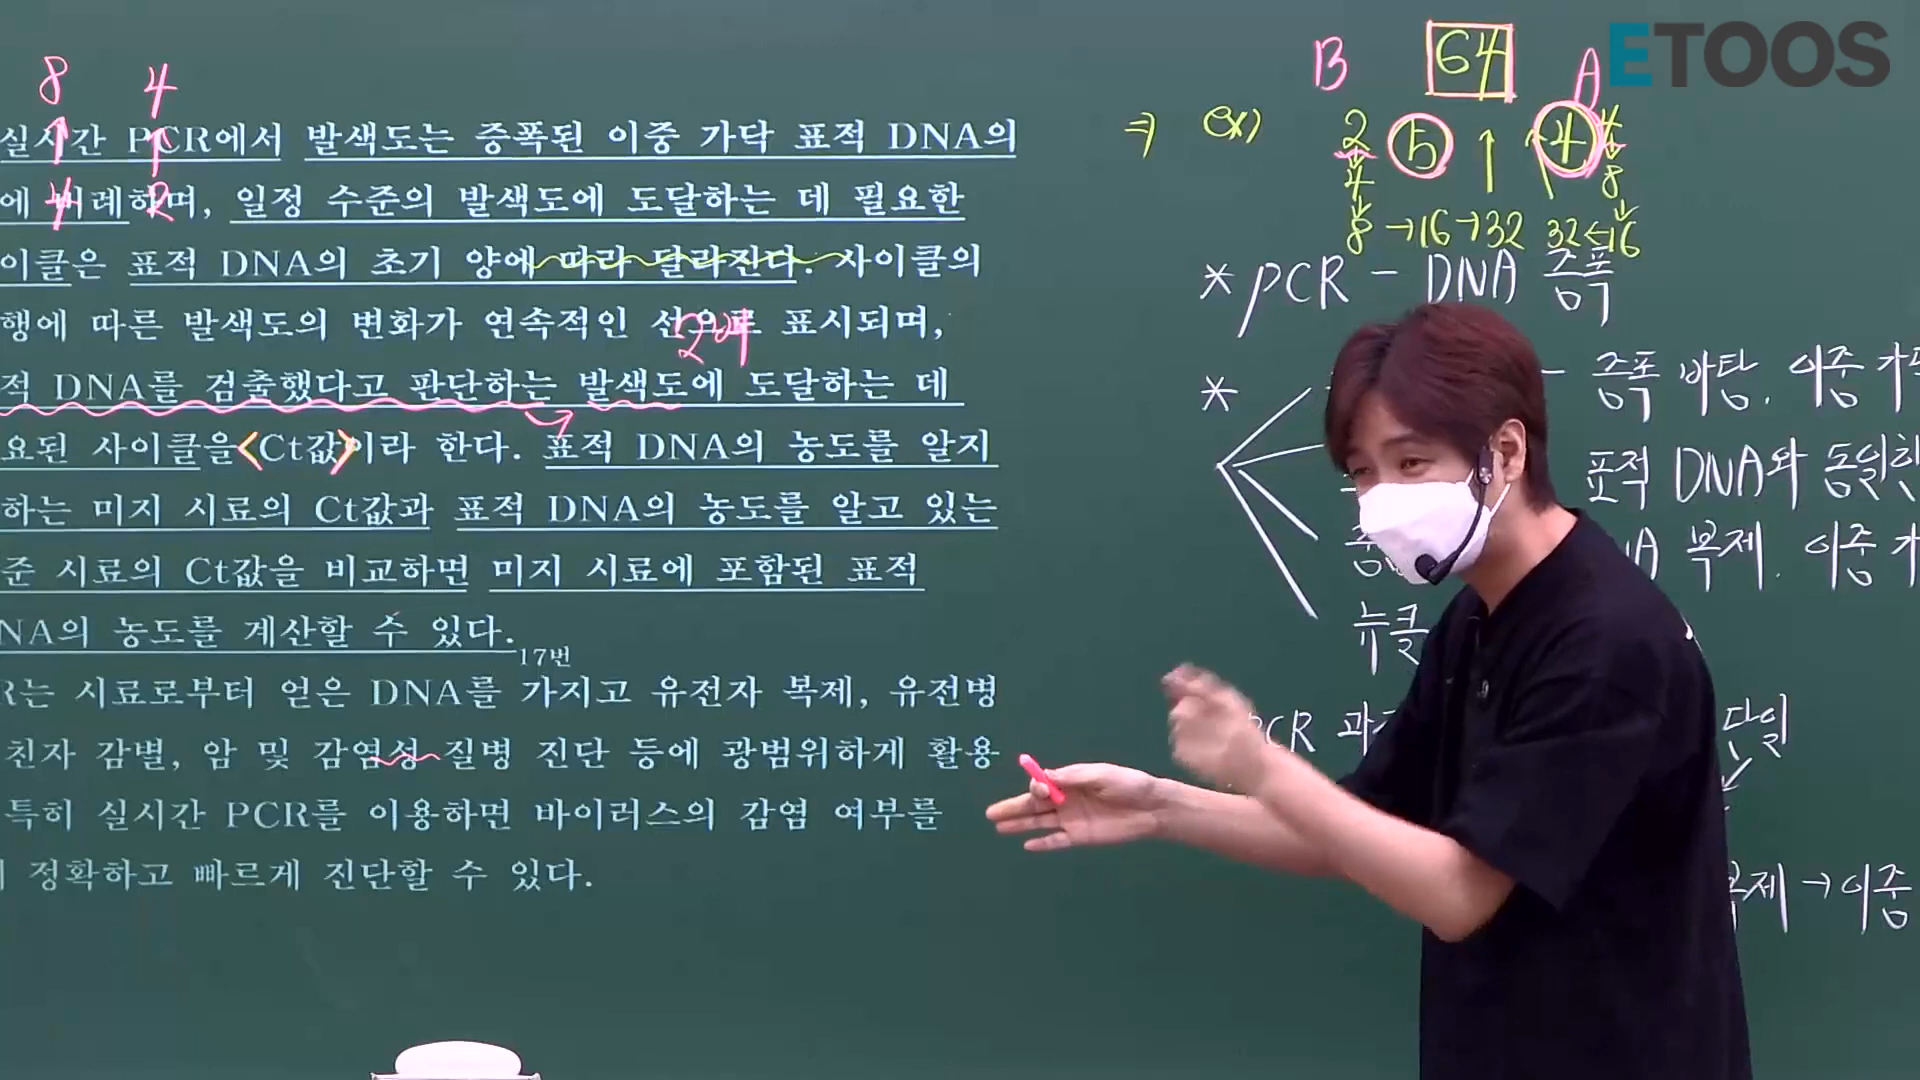 ETOOS
8 4
실시간 PCR에서 발색도는 증폭된 이중 가닥 표적 DNA의
에 비례하며, 일정 수준의 발색도에 도달하는 데 필요한
4 2
이클은 표적 DNA의 초기 양에 따라 달라진다. 사이클의
행에 따른 발색도의 변화가 연속적인 선으로 표시되며,
적 DNA를 검출했다고 판단하는 발색도에 도달하는 데
요된 사이클을 <Ct값>이라 한다. 표적 DNA의 농도를 알지
하는 미지 시료의 Ct값과 표적 DNA의 농도를 알고 있는
준 시료의 Ct값을 비교하면 미지 시료에 포함된 표적
NA의 농도를 계산할 수 있다.
17번
R는 시료로부터 얻은 DNA를 가지고 유전자 복제, 유전병
친자 감별, 암 및 감염성 질병 진단 등에 광범위하게 활용
특히 실시간 PCR를 이용하면 바이러스의 감염 여부를
정확하고 빠르게 진단할 수 있다.
B 64 A
⇒ ex) 2 ⑤ ↑ ↑ ④ 4
4 8
8 →16→32 32←16
* PCR - DNA 증폭
* - 증폭 바탕. 이중 가
표적 DNA와 동일한
복제. 이중 가
뉴클
PCR 과
단일
복제 → 이중